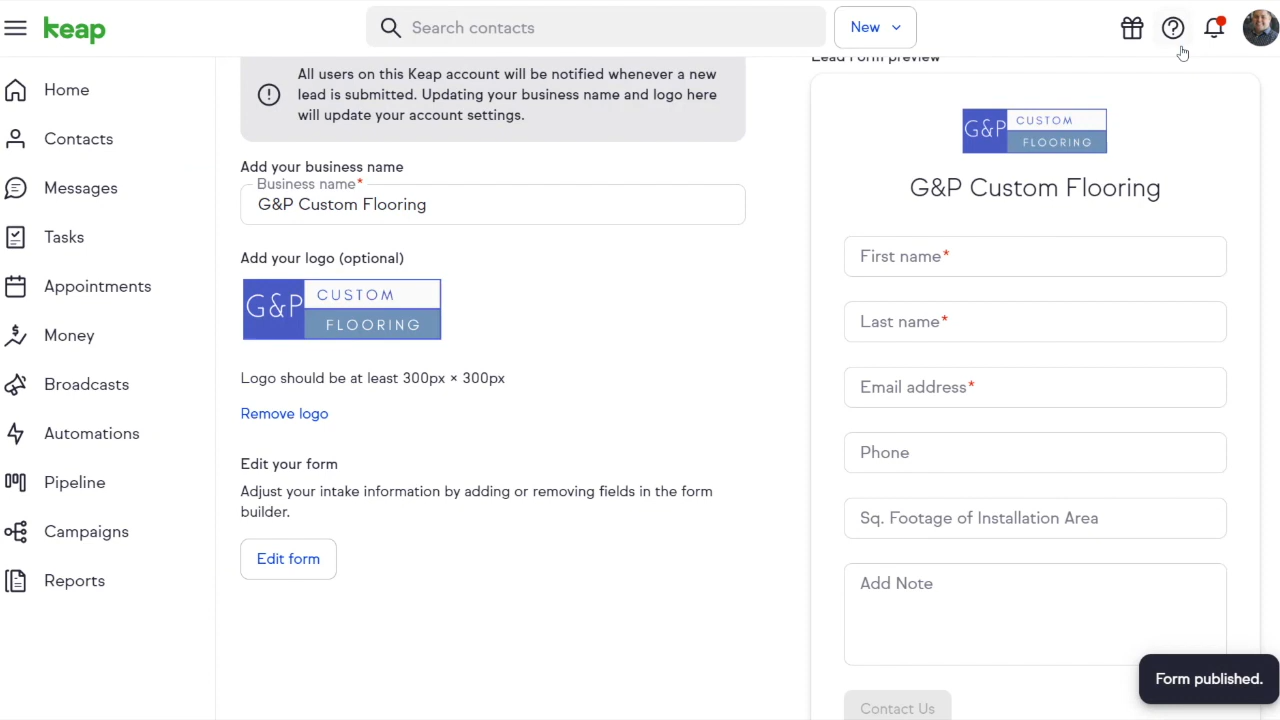 keap
Search contacts
New
Home
Contacts
Messages
Tasks
Appointments
Money
Broadcasts
Automations
Pipeline
Campaigns
Reports
All users on this Keap account will be notified whenever a new
lead is submitted. Updating your business name and logo here
will update your account settings.
Add your business name
Business name*
G&P Custom Flooring
Add your logo (optional)
G&P CUSTOM
FLOORING
Logo should be at least 300px × 300px
Remove logo
Edit your form
Adjust your intake information by adding or removing fields in the form
builder.
Edit form
Lead Form preview
G&P CUSTOM
FLOORING
G&P Custom Flooring
First name*
Last name*
Email address*
Phone
Sq. Footage of Installation Area
Add Note
Contact Us
Form published.